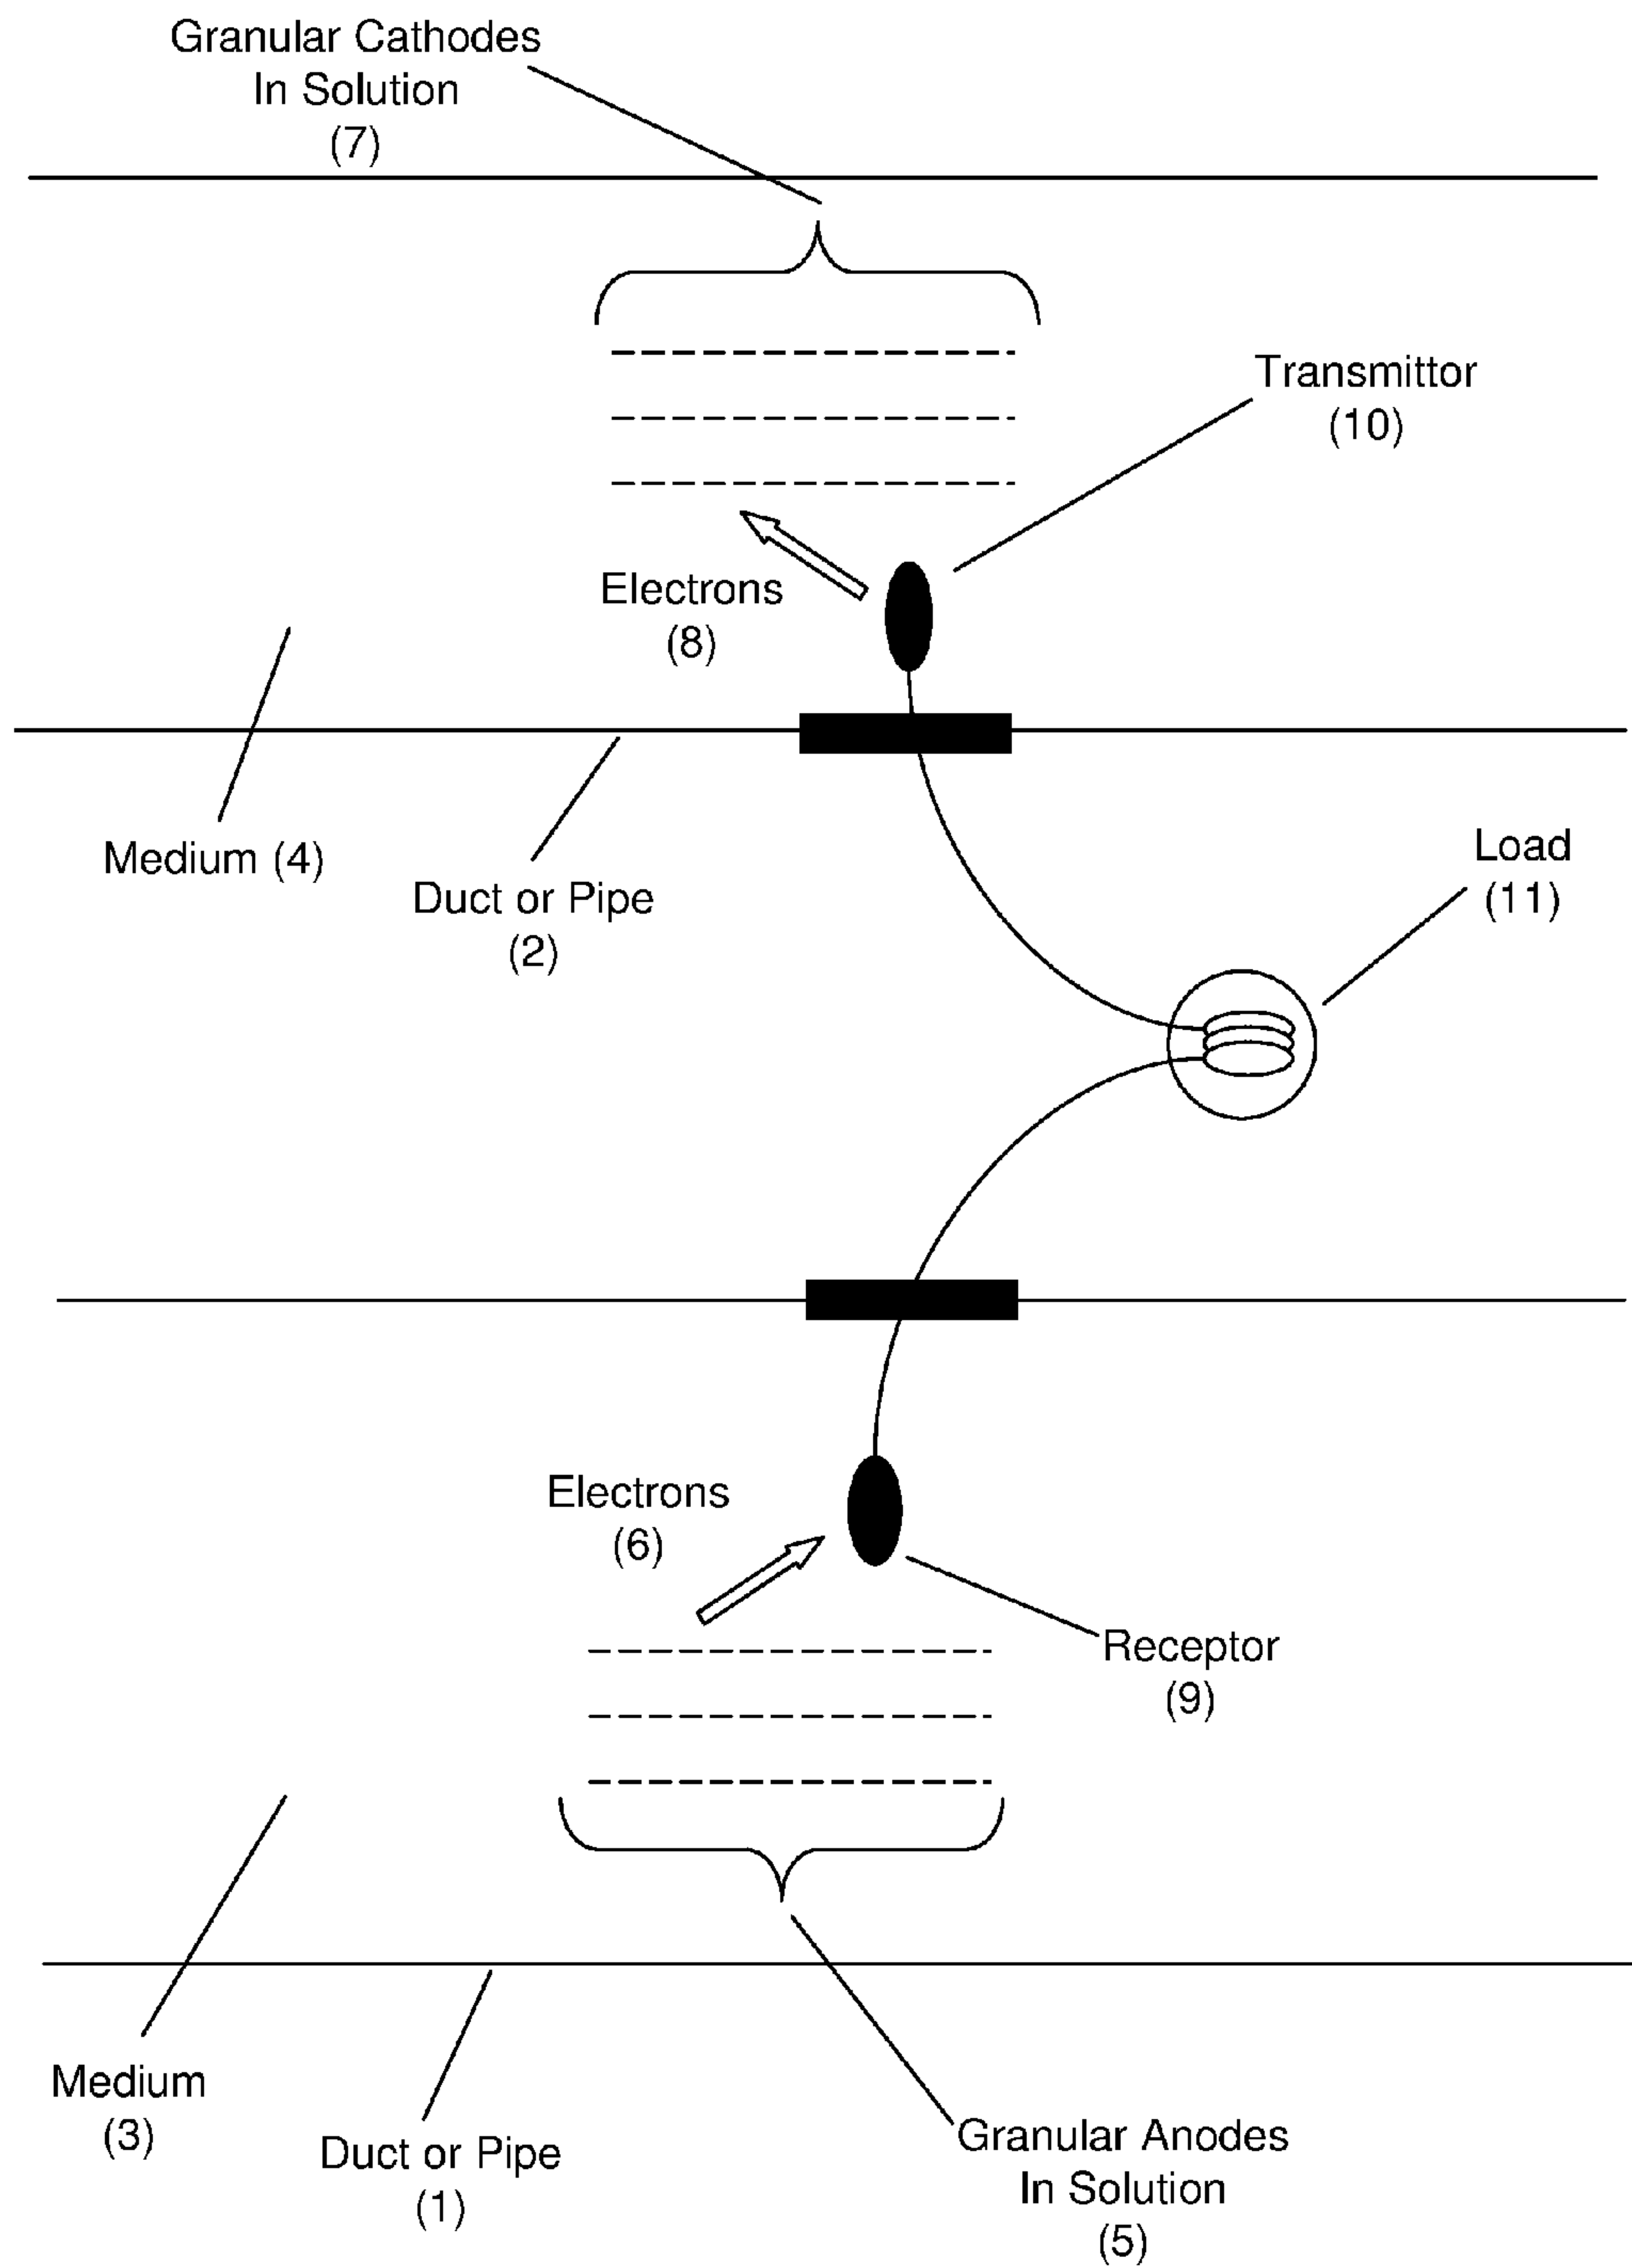 Granular Cathodes
In Solution
(7)
Transmittor
(10)
Electrons
(8)
Medium (4)
Duct or Pipe
(2)
Load
(11)
Electrons
(6)
Receptor
(9)
Medium
(3)
Duct or Pipe
(1)
Granular Anodes
In Solution
(5)